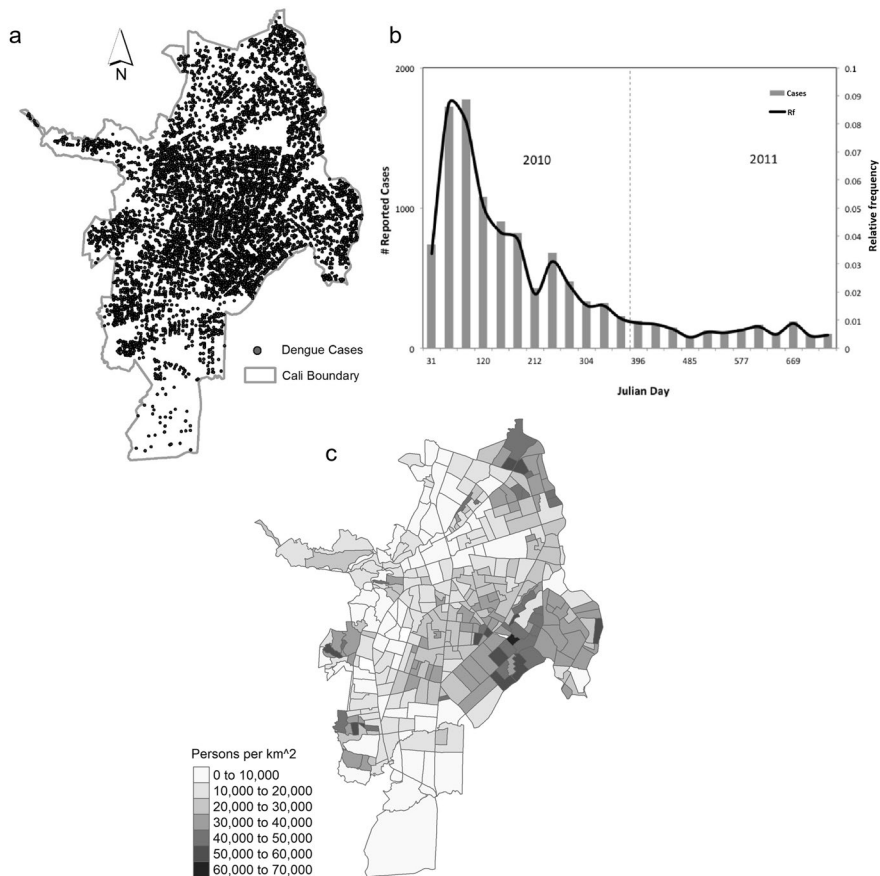 a
N
Dengue Cases
Cali Boundary
b
2000
1000
0
# Reported Cases
0.1
0.09
0.08
0.07
0.06
0.05
0.04
0.03
0.02
0.01
0
Relative frequency
Cases
Rf
2010
2011
31 120 212 304 396 485 577 669
Julian Day
c
Persons per km^2
0 to 10,000
10,000 to 20,000
20,000 to 30,000
30,000 to 40,000
40,000 to 50,000
50,000 to 60,000
60,000 to 70,000